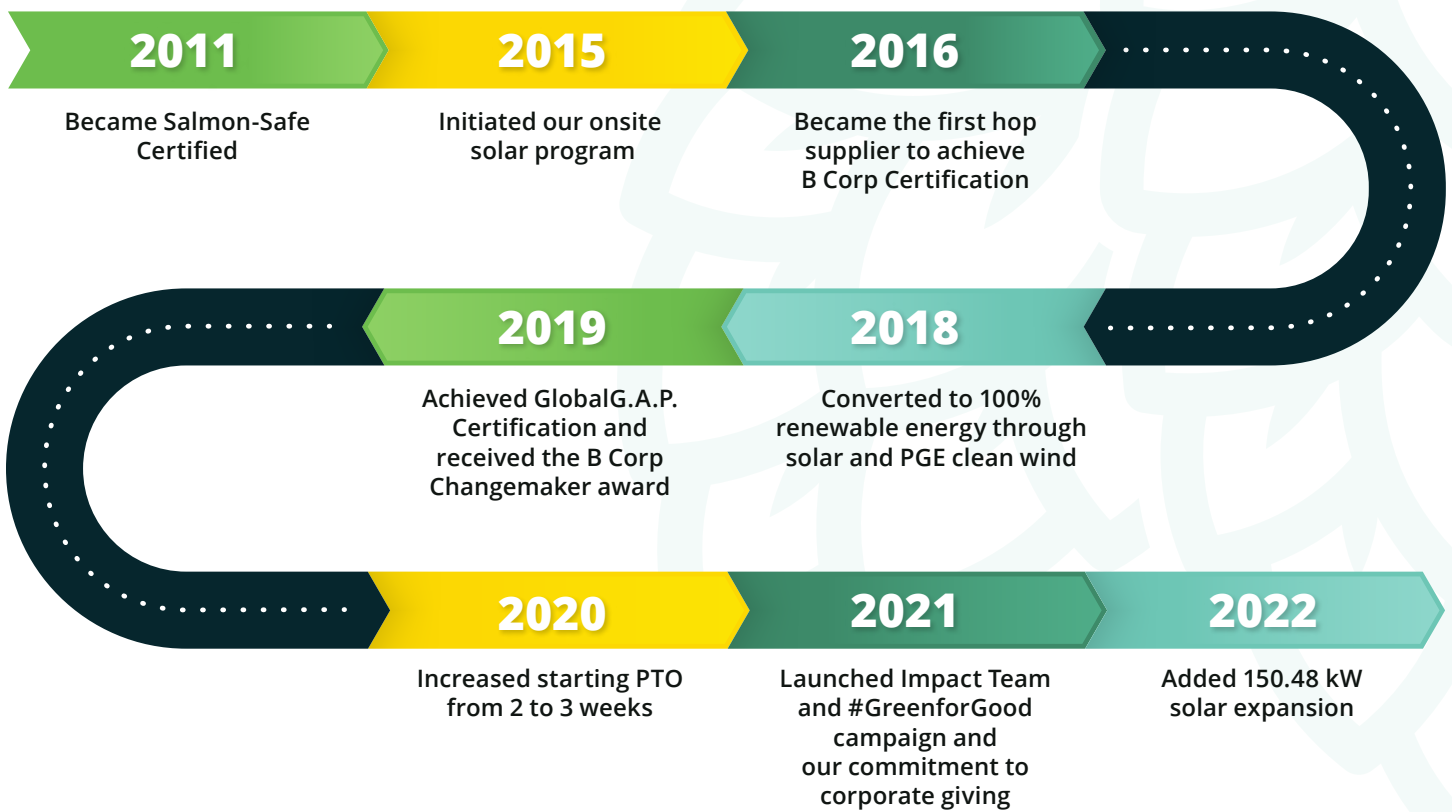 2011
Became Salmon-Safe
Certified
2015
Initiated our onsite
solar program
2016
Became the first hop
supplier to achieve
B Corp Certification
2018
Converted to 100%
renewable energy through
solar and PGE clean wind
2019
Achieved GlobalG.A.P.
Certification and
received the B Corp
Changemaker award
2020
Increased starting PTO
from 2 to 3 weeks
2021
Launched Impact Team
and #GreenforGood
campaign and
our commitment to
corporate giving
2022
Added 150.48 kW
solar expansion